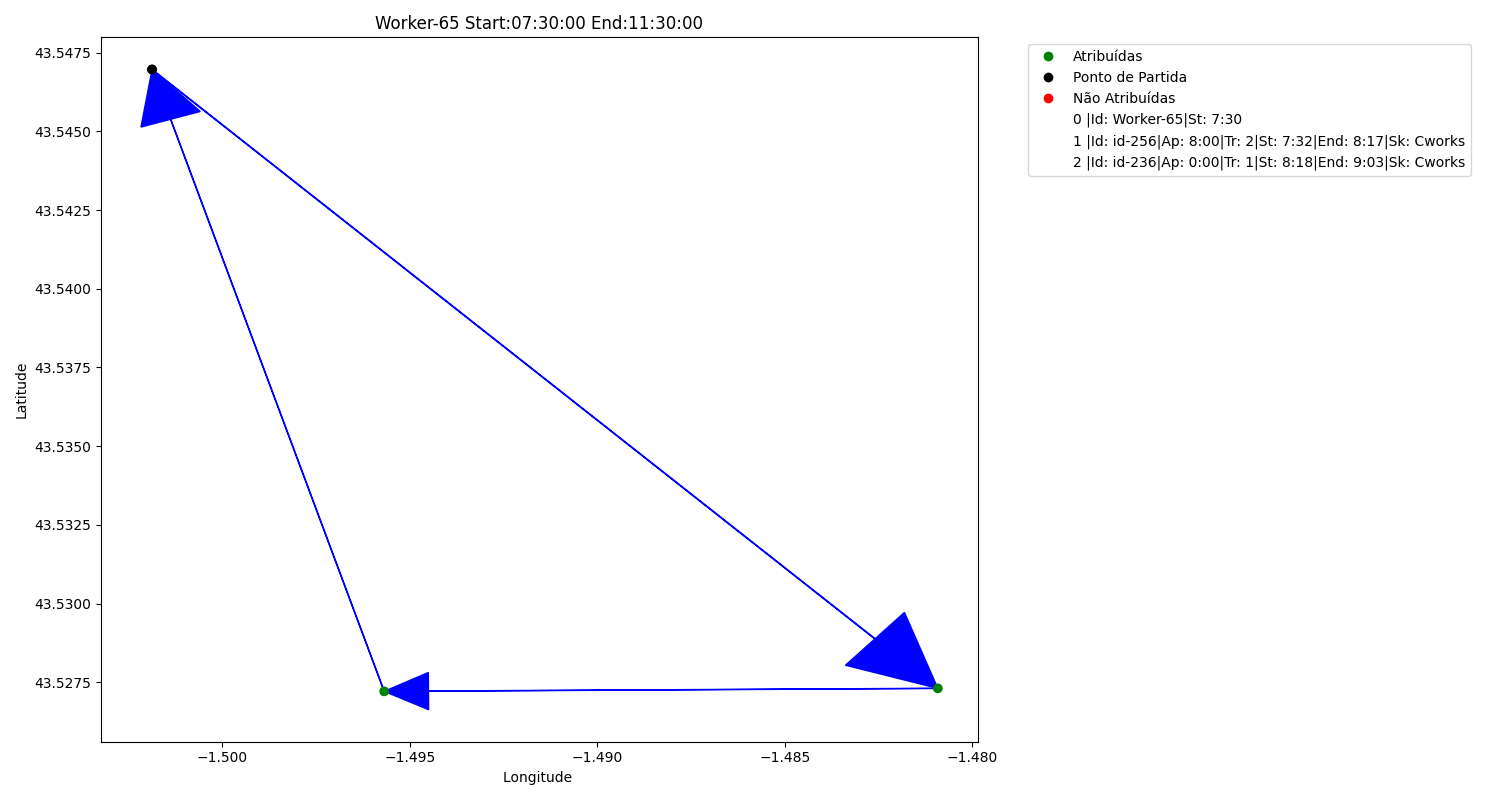 Worker-65 Start:07:30:00 End:11:30:00
43.5475
43.5450
43.5425
43.5400
43.5375
43.5350
43.5325
43.5300
43.5275
Latitude
−1.500
−1.495
−1.490
−1.485
−1.480
Longitude
Atribuídas
Ponto de Partida
Não Atribuídas
0 |Id: Worker-65|St: 7:30
1 |Id: id-256|Ap: 8:00|Tr: 2|St: 7:32|End: 8:17|Sk: Cworks
2 |Id: id-236|Ap: 0:00|Tr: 1|St: 8:18|End: 9:03|Sk: Cworks